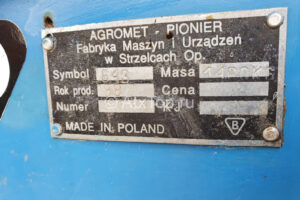 AGROMET - PIONIER
Fabryka Maszyn i Urządzeń
w Strzelcach Op.
Symbol Masa
Rok prod. Cena
Numer
MADE IN POLAND B